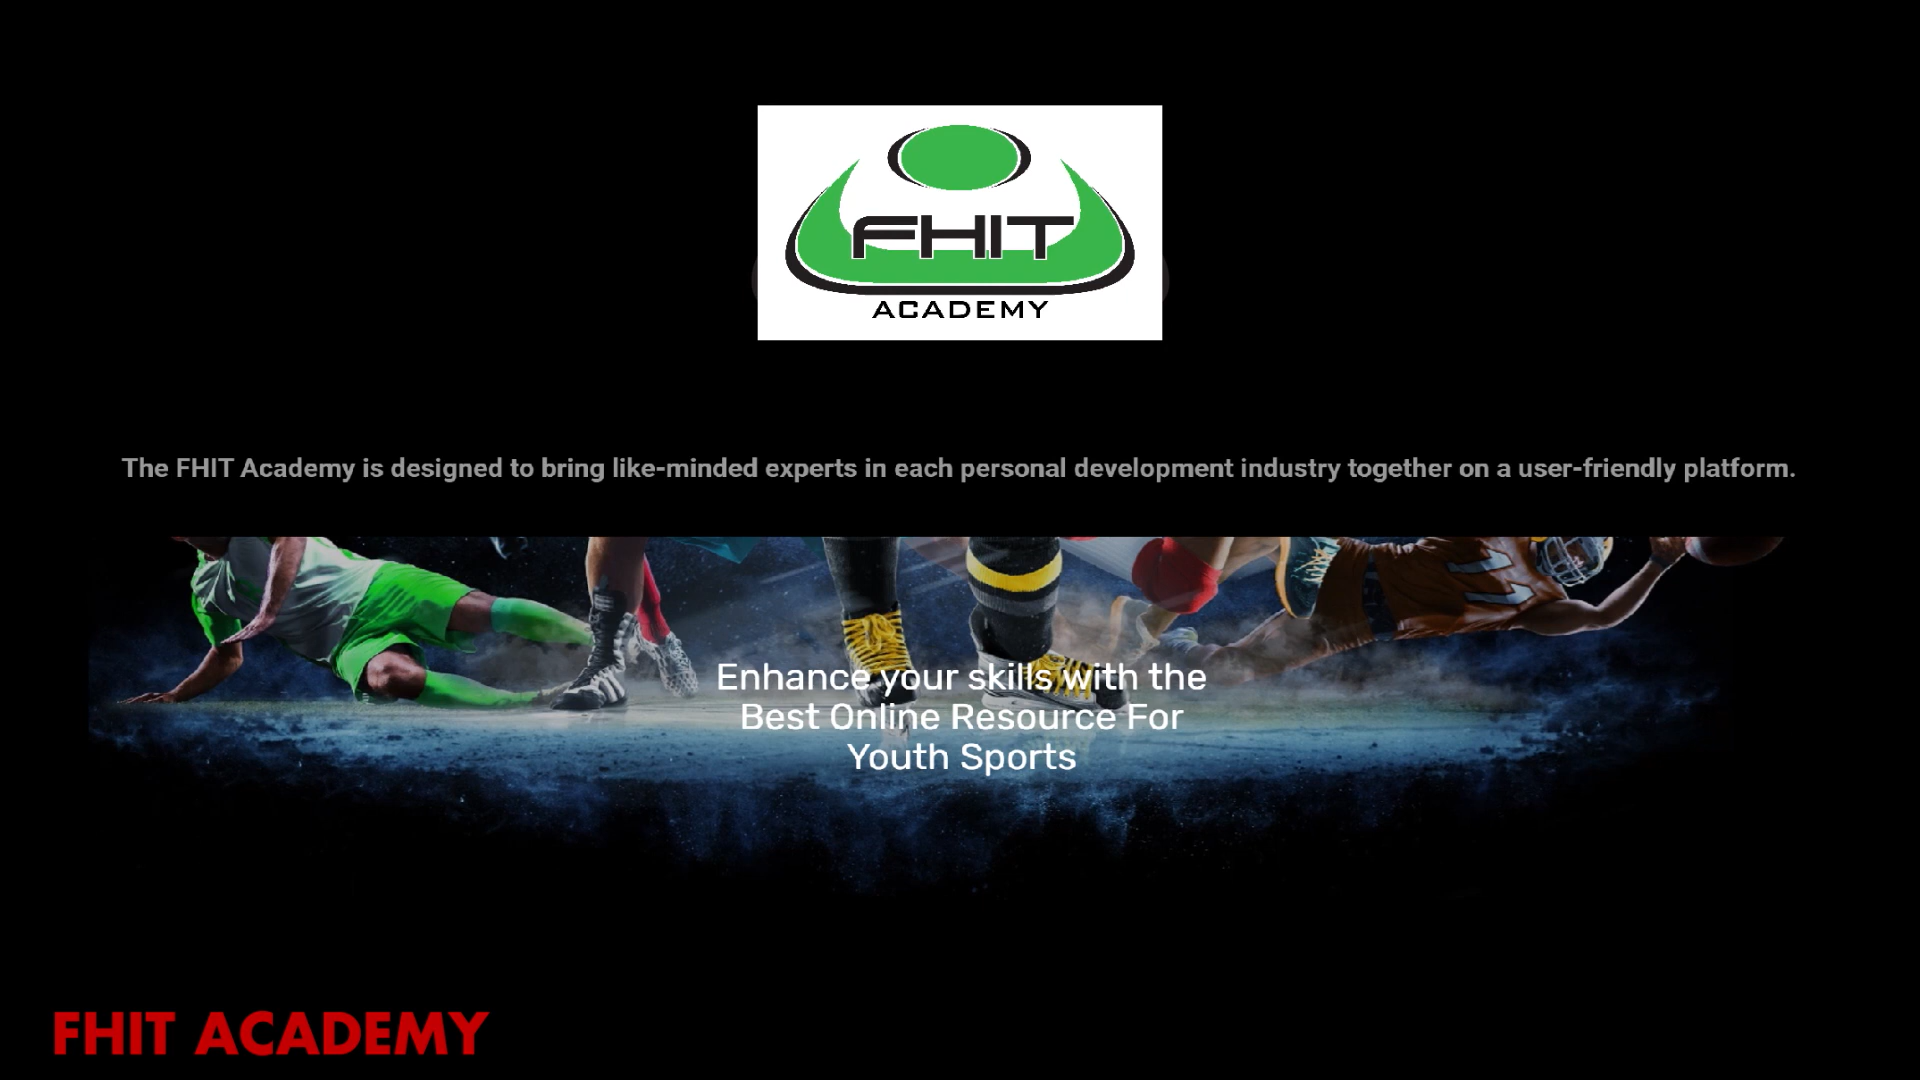 FHIT
ACADEMY
The FHIT Academy is designed to bring like-minded experts in each personal development industry together on a user-friendly platform.
Enhance your skills with the
Best Online Resource For
Youth Sports
FHIT ACADEMY